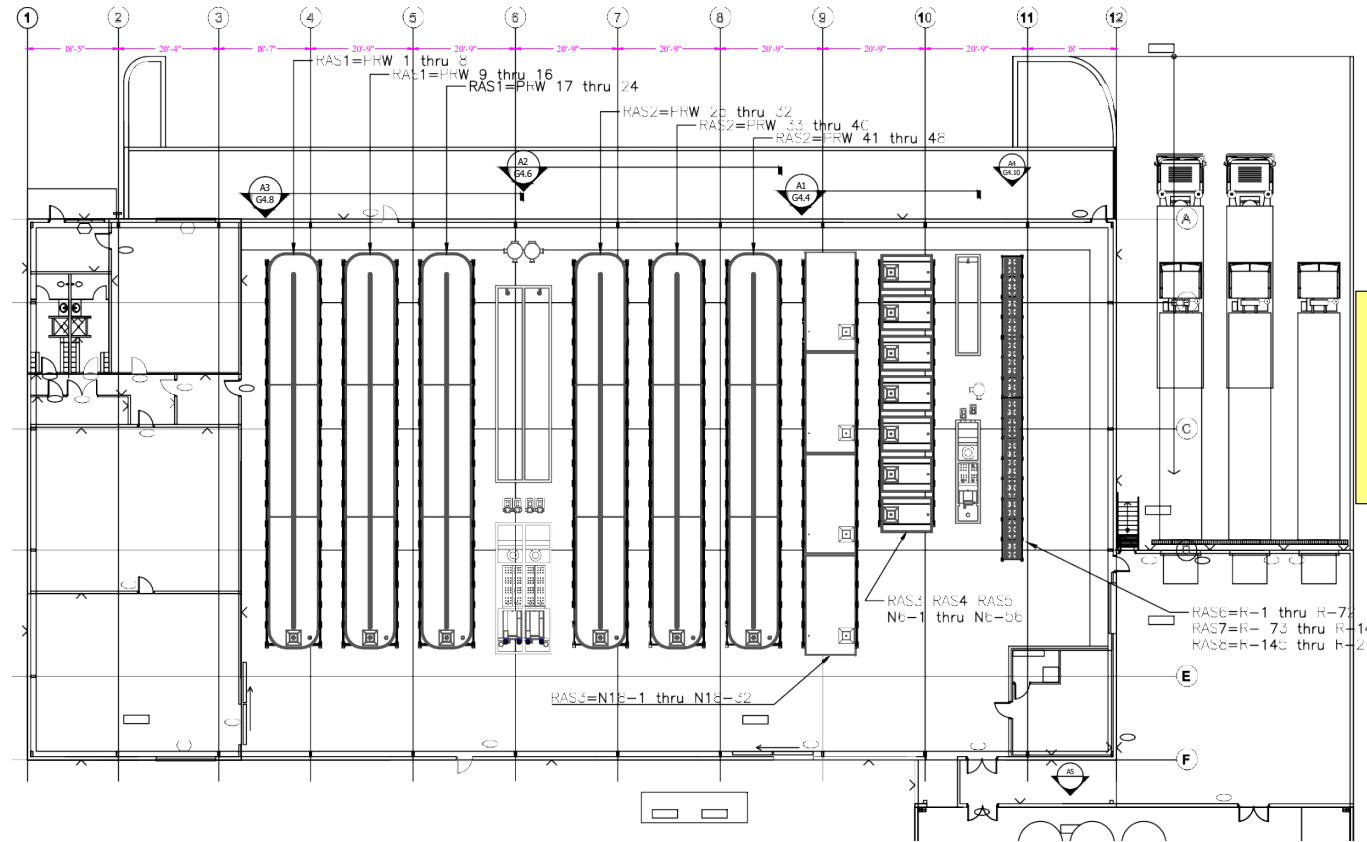 1 2 3 4 5 6 7 8 9 10 11 12
18'-5" 20'-4" 18'-7" 20'-9" 20'-9" 20'-9" 20'-9" 20'-9" 20'-9" 20'-9" 18'
RAS1=PRW 1 thru 8
RAS1=PRW 9 thru 16
RAS1=PRW 17 thru 24
RAS2=PRW 25 thru 32
RAS2=PRW 33 thru 40
RAS2=PRW 41 thru 48
A3
G4.8
A2
G4.6
A1
G4.4
A4
G4.10
A
C
RAS3 RAS4 RAS5
N6-1 thru N6-56
RAS6=R-1 thru R-72
RAS7=R- 73 thru R-14
RAS8=R-145 thru R-2
E
RAS3=N18-1 thru N18-32
F
A5